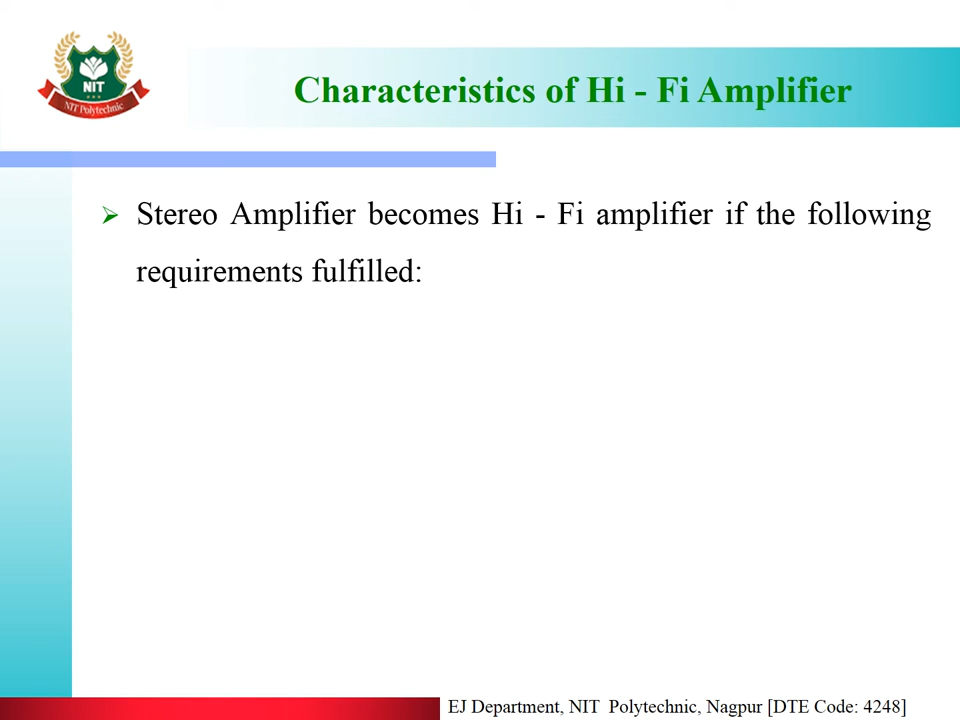 NIT
NIT Polytechnic
Characteristics of Hi - Fi Amplifier
Stereo Amplifier becomes Hi - Fi amplifier if the following
requirements fulfilled:
EJ Department, NIT Polytechnic, Nagpur [DTE Code: 4248]